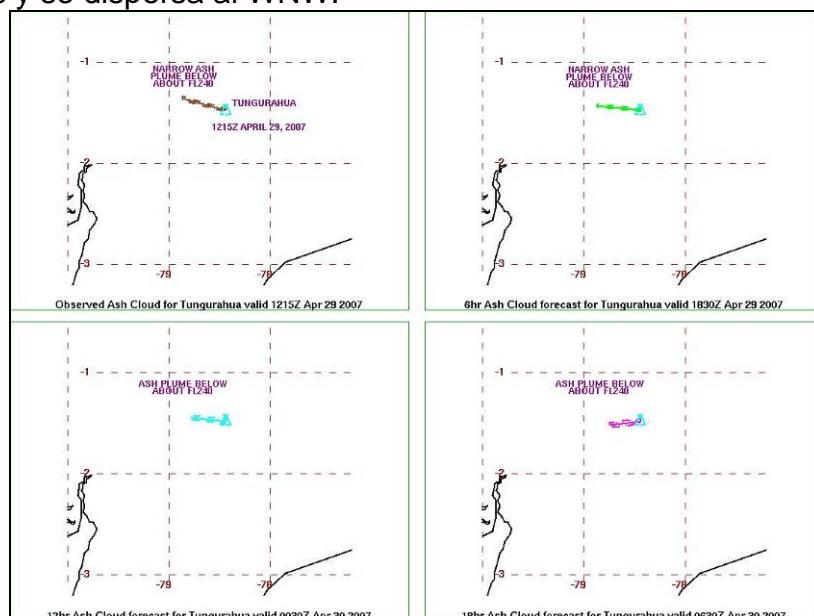 y se dispersa al WNW.
-1
NARROW ASH
PLUME BELOW
ABOUT FL240
TUNGURAHUA
1215Z APRIL 29, 2007
-2
-3
-79
-78
Observed Ash Cloud for Tungurahua valid 1215Z Apr 29 2007
-1
NARROW ASH
PLUME BELOW
ABOUT FL240
-2
-3
-79
-78
6hr Ash Cloud forecast for Tungurahua valid 1830Z Apr 29 2007
-1
ASH PLUME BELOW
ABOUT FL240
-2
-3
-79
-78
12hr Ash Cloud forecast for Tungurahua valid 0030Z Apr 30 2007
-1
ASH PLUME BELOW
ABOUT FL240
-2
-3
-79
-78
18hr Ash Cloud forecast for Tungurahua valid 0630Z Apr 30 2007